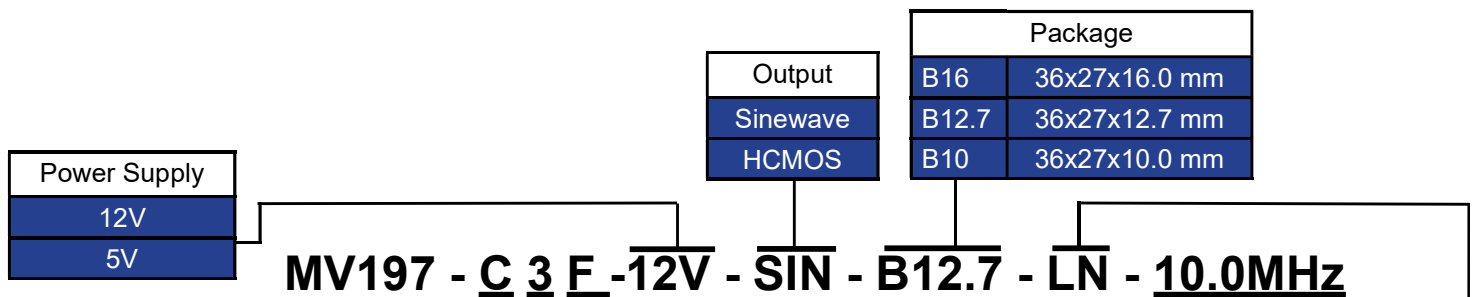 Package
B16 36x27x16.0 mm
B12.7 36x27x12.7 mm
B10 36x27x10.0 mm
Output
Sinewave
HCMOS
Power Supply
12V
5V
MV197 - C 3 F -12V - SIN - B12.7 - LN - 10.0MHz